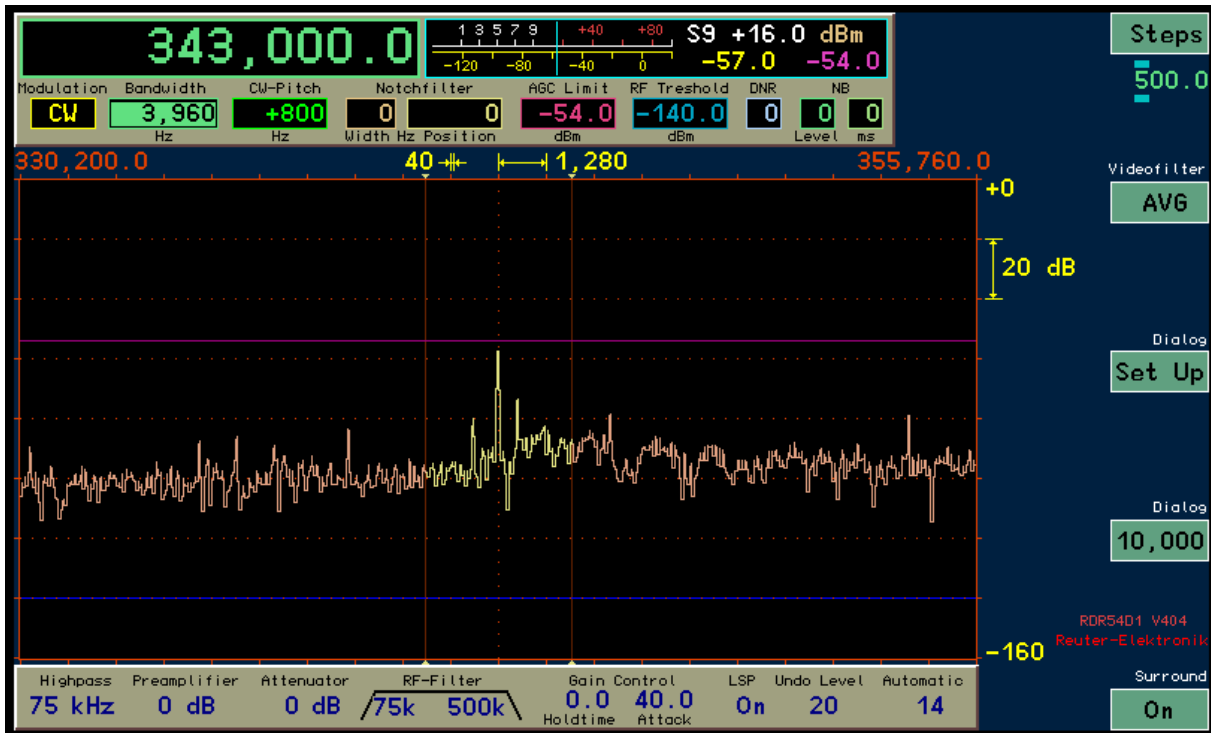 343,000.0
1 3 5 7 9 +40 +80 S9 +16.0 dBm
-120 -80 -40 0 -57.0 -54.0
Modulation Bandwidth CW-Pitch Notchfilter AGC Limit RF Treshold DNR NB
CW 3,960 +800 0 0 -54.0 -140.0 0 0 0
Hz Hz Width Hz Position dBm dBm Level ms
330,200.0 40 1,280 355,760.0
+0
20 dB
-160
Highpass Preamplifier Attenuator RF-Filter Gain Control LSP Undo Level Automatic
75 kHz 0 dB 0 dB 75k 500k 0.0 40.0 On 20 14
Holdtime Attack
Steps
500.0
Videofilter
AVG
Dialog
Set Up
Dialog
10,000
RDR54D1 V404
Reuter-Elektronik
Surround
On